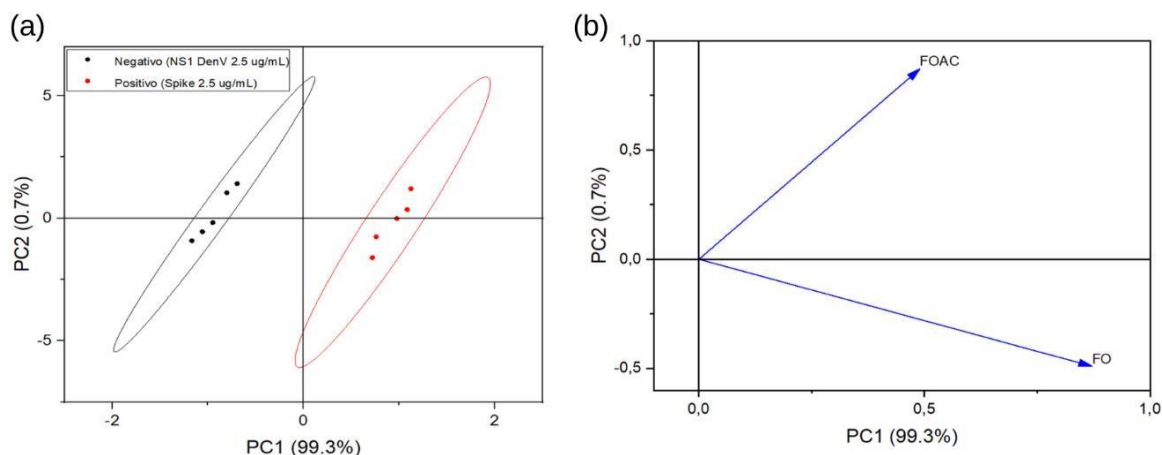 (a)
Negativo (NS1 DenV 2.5 ug/mL)
Positivo (Spike 2.5 ug/mL)
5
0
-5
PC2 (0.7%)
-2
0
2
PC1 (99.3%)
(b)
1,0
0,5
0,0
-0,5
PC2 (0.7%)
FOAC
FO
0,0
0,5
1,0
PC1 (99.3%)